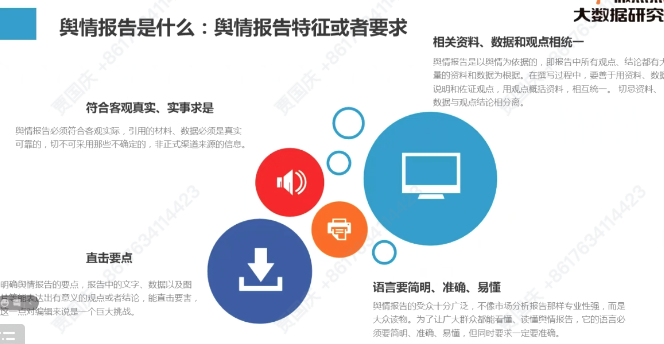 大数据研究
舆情报告是什么：舆情报告特征或者要求
相关资料、数据和观点相统一
舆情报告是以舆情为依据的，即报告中所有观点、结论都有大
量的资料和数据为根据。在撰写过程中，要善于用资料、数据
说明和佐证观点，用观点概括资料，相互统一。切忌资料、
数据与观点结论相分离。
符合客观真实、实事求是
舆情报告必须符合客观实际，引用的材料、数据必须是真实
可靠的，切不可采用那些不确定的，非正式渠道来源的信息。
直击要点
明确舆情报告的要点，报告中的文字、数据以及图
达出有意义的观点或者结论，能直击要害，
这一点对编辑来说是一个巨大挑战。
语言要简明、准确、易懂
舆情报告的受众十分广泛，不像市场分析报告那样专业性强，而是
大众读物。为了让广大群众都能看懂、读懂舆情报告，它的语言必
须要简明、准确、易懂，但同时要求一定要准确。
贾国庆 +8617634114423